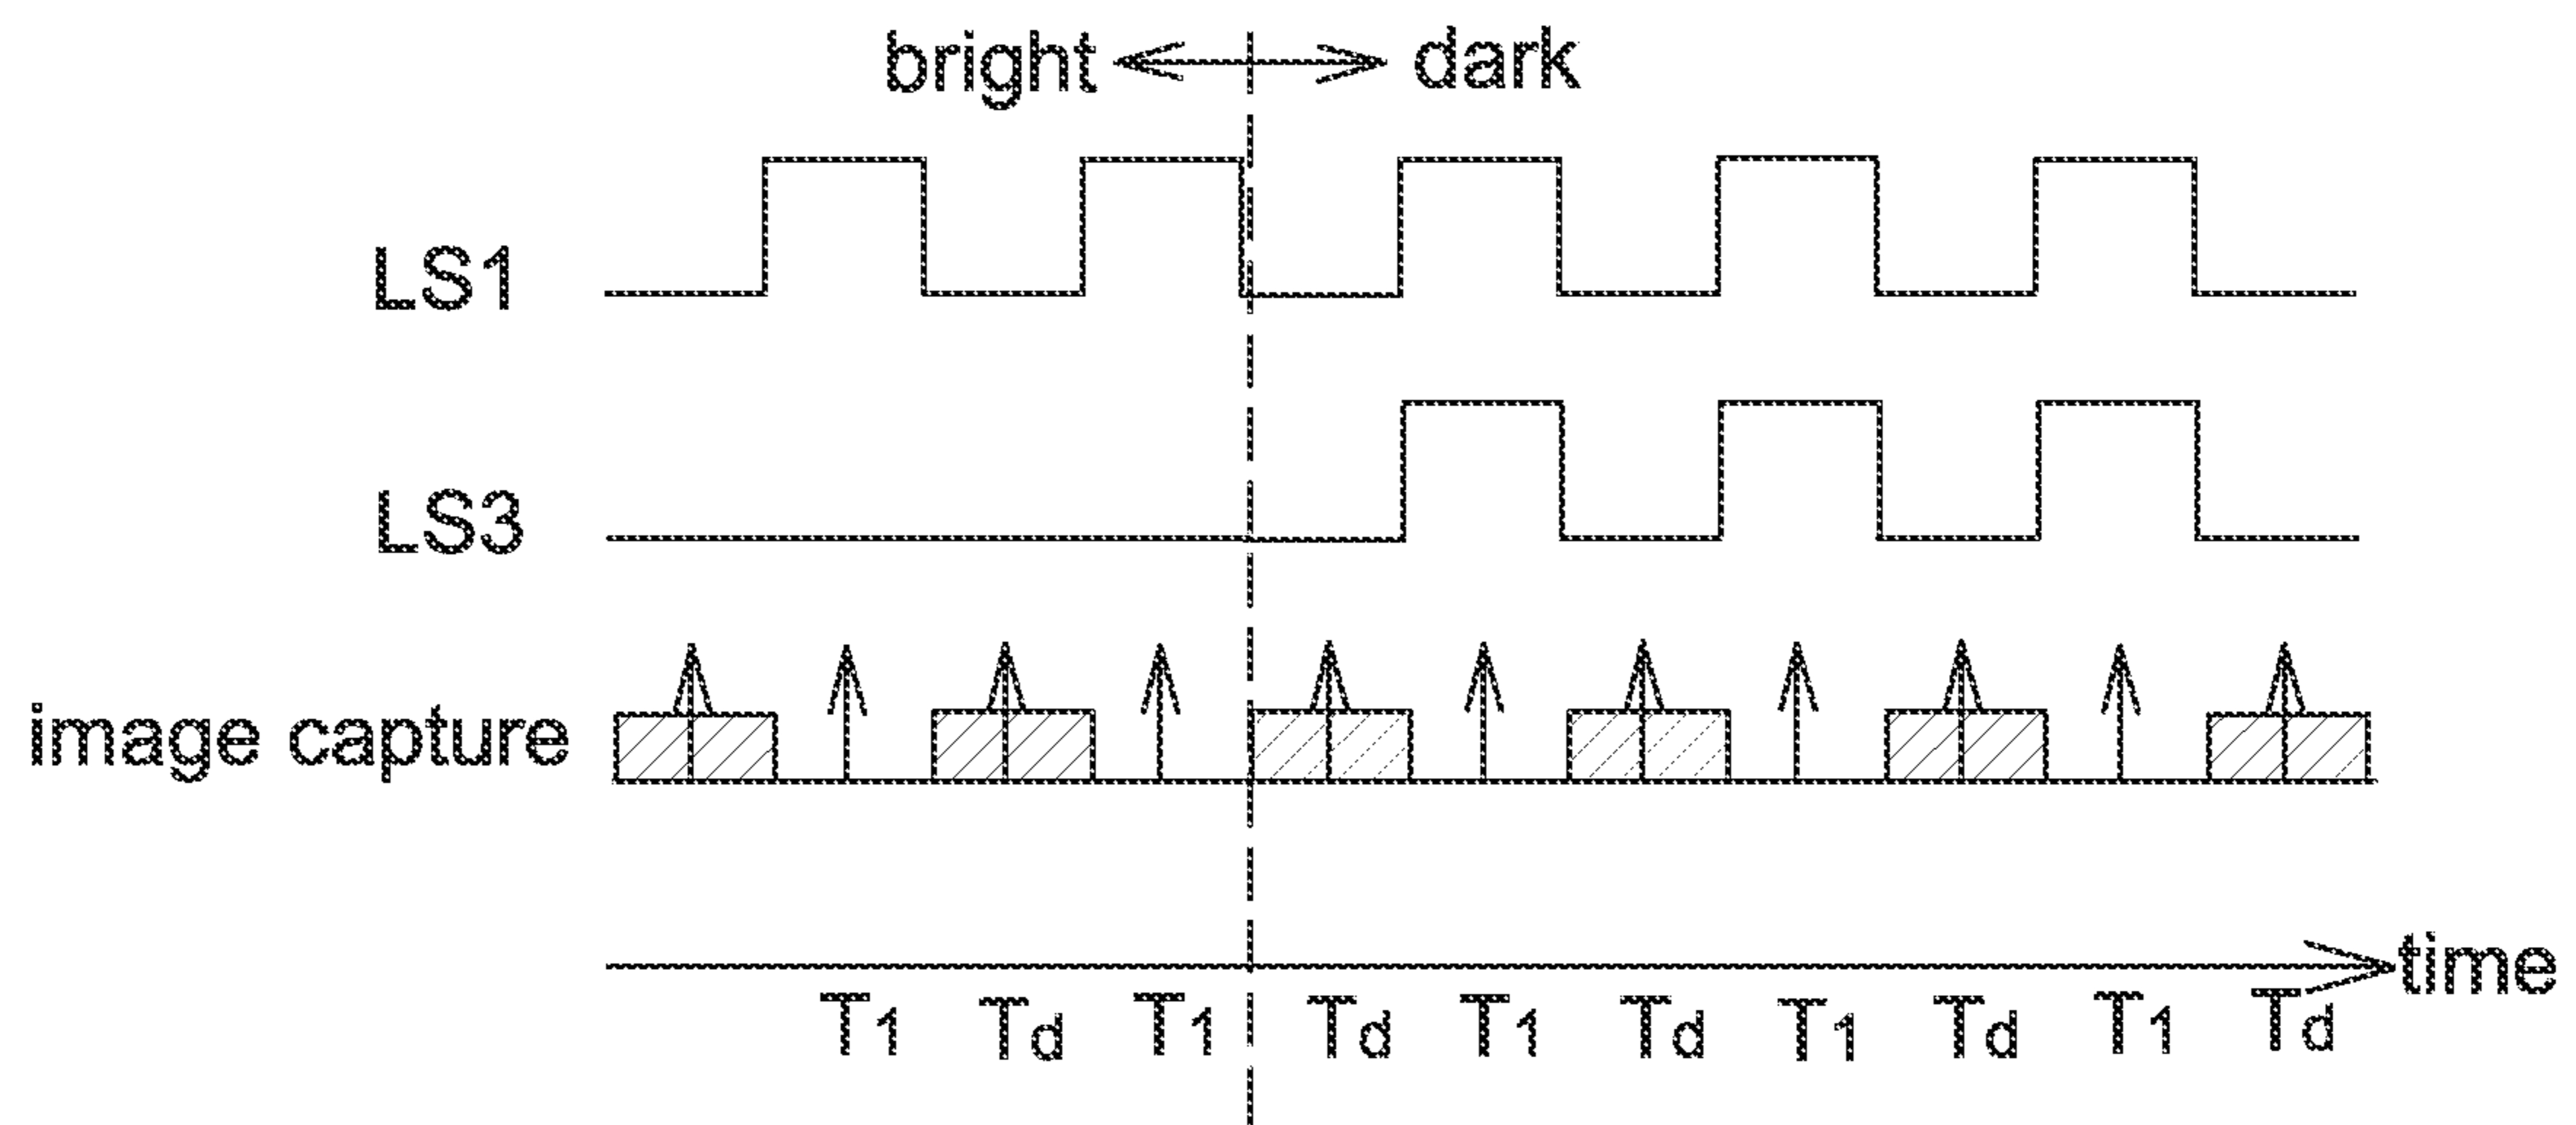 bright dark
LS1
LS3
image capture
time
T1 Td T1 Td T1 Td T1 Td T1 Td